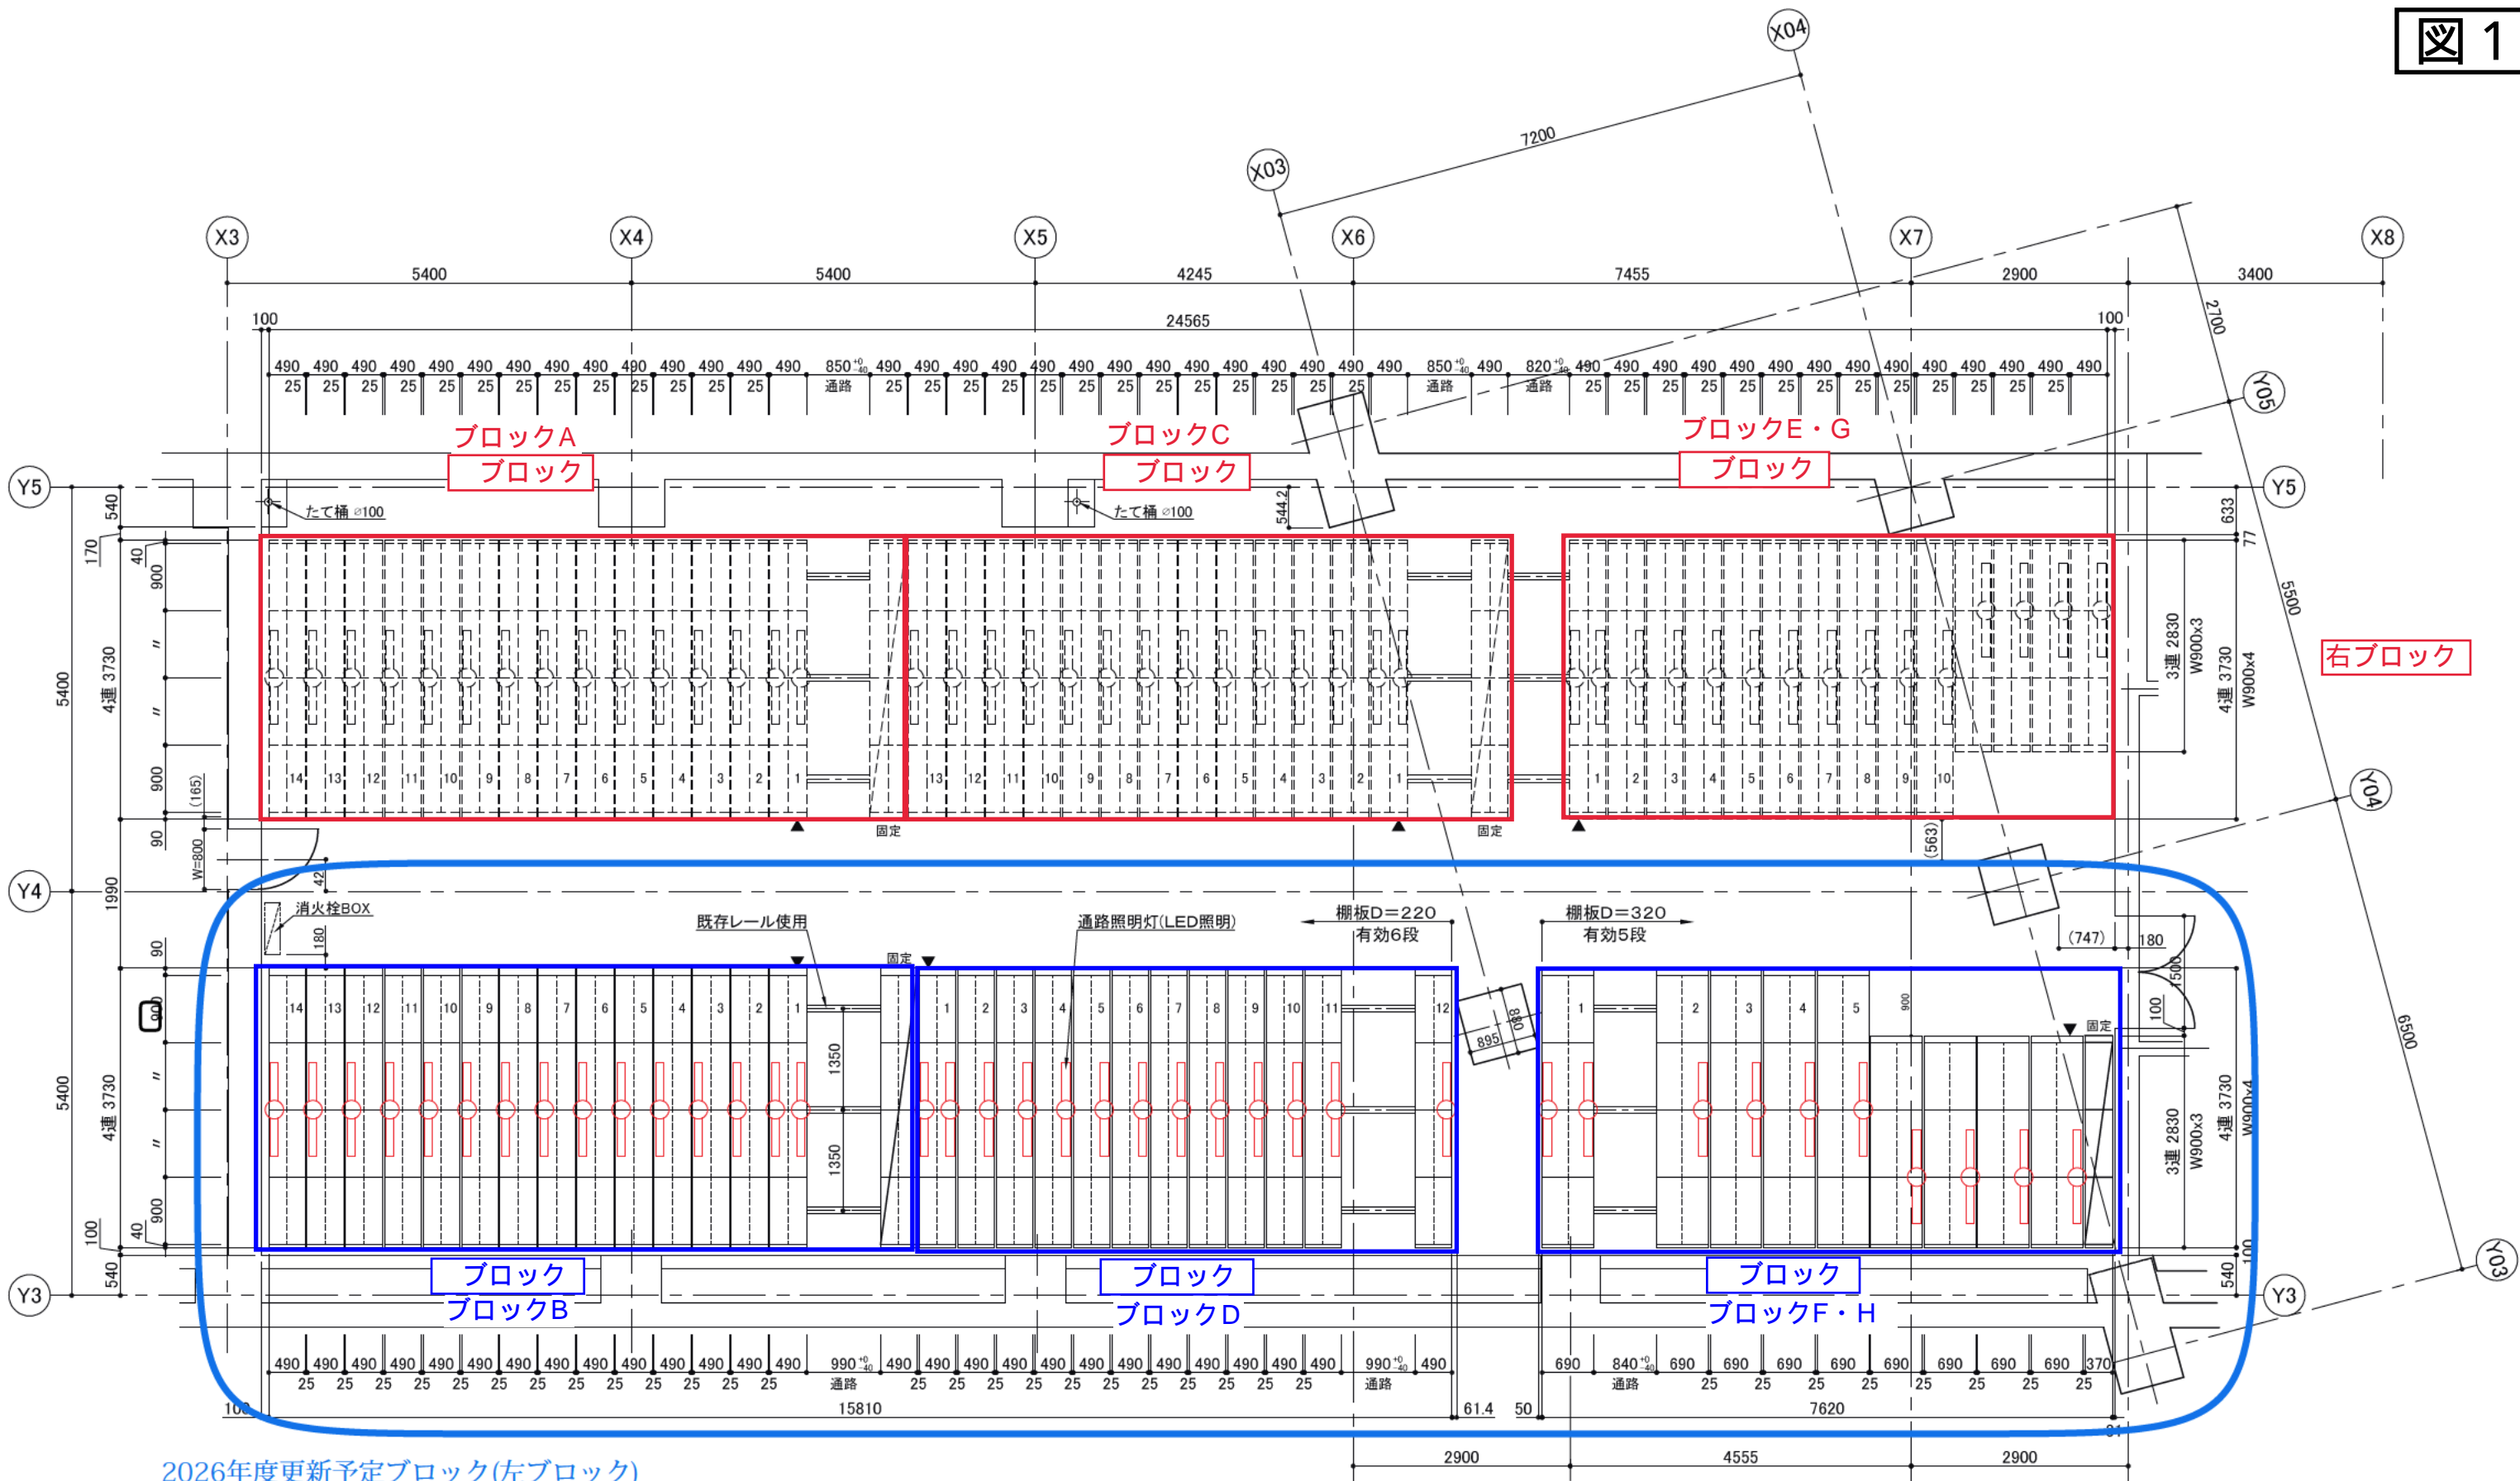 図 1
X04
X03
7200
X3 X4 X5 X6 X7 X8
5400 5400 4245 7455 2900 3400
2700
100 24565 100
490 490 490 490 490 490 490 490 490 490 490 490 490 490 850 +0 -40 490 490 490 490 490 490 490 490 490 490 490 490 490 490 850 +0 -40 490 820 +0 -40 490 490 490 490 490 490 490 490 490 490 490 490 490 490
25 25 25 25 25 25 25 25 25 25 25 25 25 通路 25 25 25 25 25 25 25 25 25 25 25 25 25 通路 通路 25 25 25 25 25 25 25 25 25 25 25 25 25
Y05
ブロックA ブロックC ブロックE・G
ブロック ブロック ブロック
Y5 Y5
540 たて樋 ⌀100 たて樋 ⌀100 544.2 633
170 40 77
900 〃 〃 900
5400 4連 3730
3連 2830 W900x3
4連 3730 W900x4
5500
右ブロック
14 13 12 11 10 9 8 7 6 5 4 3 2 1 13 12 11 10 9 8 7 6 5 4 3 2 1 1 2 3 4 5 6 7 8 9 10
(165) 90 固定 固定 (563)
Y04
W=800 42
Y4
1990
消火栓BOX 既存レール使用 通路照明灯(LED照明) 棚板D=220 棚板D=320
有効6段 有効5段
180 (747) 180
90 固定 1500
900 14 13 12 11 10 9 8 7 6 5 4 3 2 1 1 2 3 4 5 6 7 8 9 10 11 12 1 2 3 4 5 900
880 895 100 固定
6500
5400 4連 3730 〃 〃 900
1350 1350
3連 2830 W900x3
4連 3730 W900x4
100 40 100
540 540
Y03
Y3 Y3
ブロック ブロック ブロック
ブロックB ブロックD ブロックF・H
490 490 490 490 490 490 490 490 490 490 490 490 490 490 990 +0 -40 490 490 490 490 490 490 490 490 490 490 490 490 990 +0 -40 490 690 840 +0 -40 690 690 690 690 690 690 690 690 370
25 25 25 25 25 25 25 25 25 25 25 25 25 通路 25 25 25 25 25 25 25 25 25 25 25 通路 通路 25 25 25 25 25 25 25 25
100 15810 61.4 50 7620
2900 4555 2900
2026年度更新予定ブロック(左ブロック)